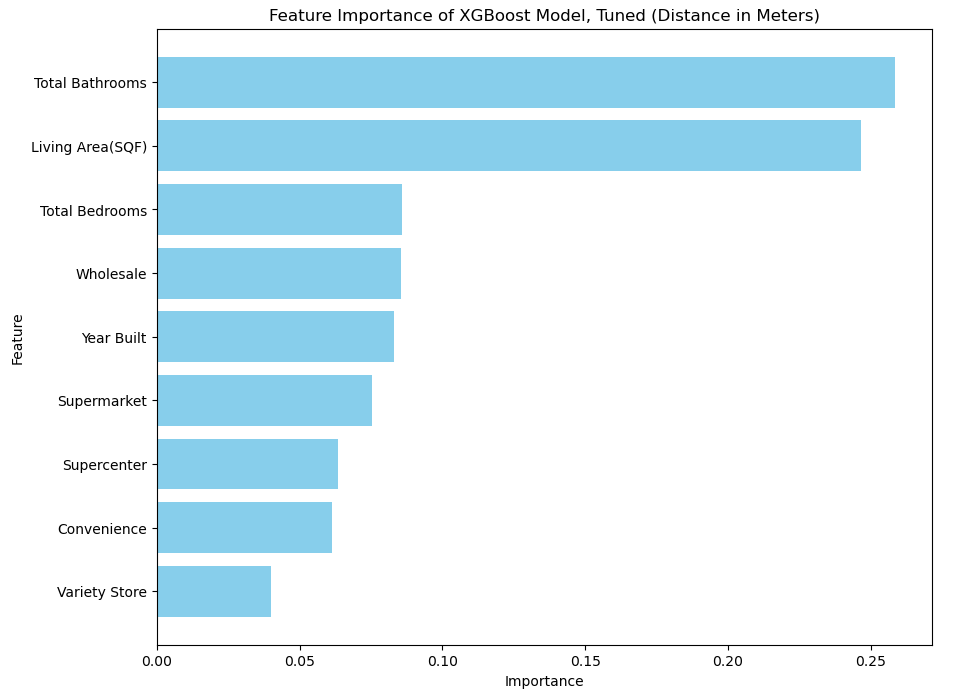 Feature Importance of XGBoost Model, Tuned (Distance in Meters)
Total Bathrooms
Living Area(SQF)
Total Bedrooms
Wholesale
Year Built
Supermarket
Supercenter
Convenience
Variety Store
Feature
0.00 0.05 0.10 0.15 0.20 0.25
Importance